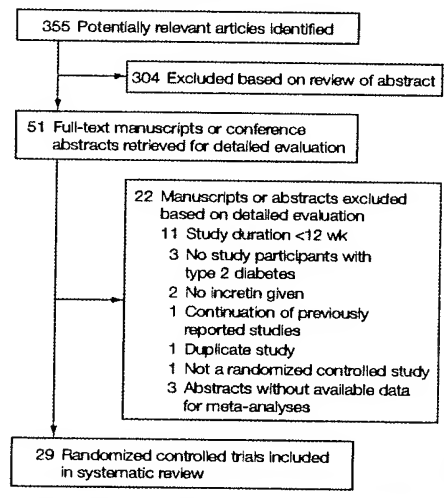 355 Potentially relevant articles identified
304 Excluded based on review of abstract
51 Full-text manuscripts or conference
abstracts retrieved for detailed evaluation
22 Manuscripts or abstracts excluded
based on detailed evaluation
11 Study duration <12 wk
3 No study participants with
type 2 diabetes
2 No incretin given
1 Continuation of previously
reported studies
1 Duplicate study
1 Not a randomized controlled study
3 Abstracts without available data
for meta-analyses
29 Randomized controlled trials included
in systematic review